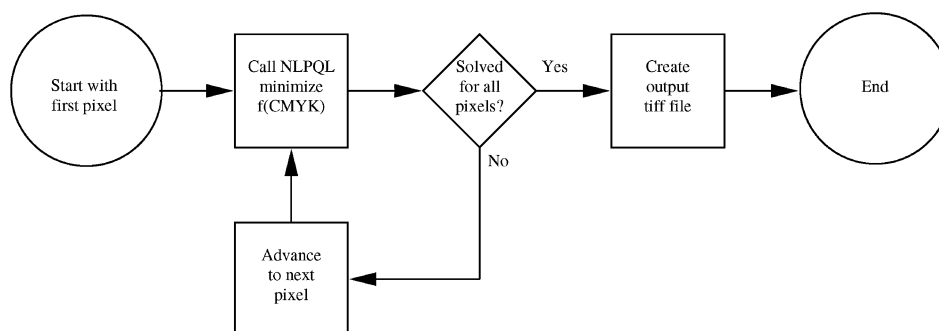 Start with
first pixel
Call NLPQL
minimize
f(CMYK)
Solved
for all
pixels?
Yes
No
Create
output
tiff file
End
Advance
to next
pixel